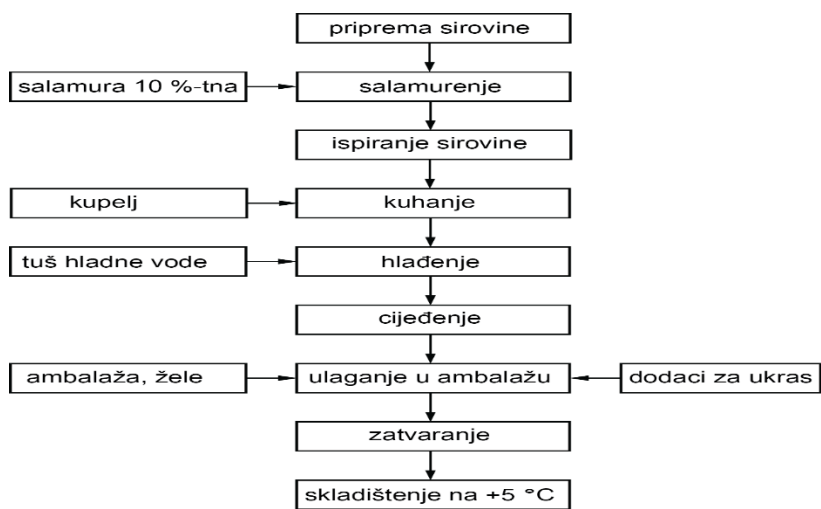 priprema sirovine
salamura 10 %-tna
salamurenje
ispiranje sirovine
kupelj
kuhanje
tuš hladne vode
hlađenje
cijeđenje
ambalaža, žele
ulaganje u ambalažu
dodaci za ukras
zatvaranje
skladištenje na +5 °C